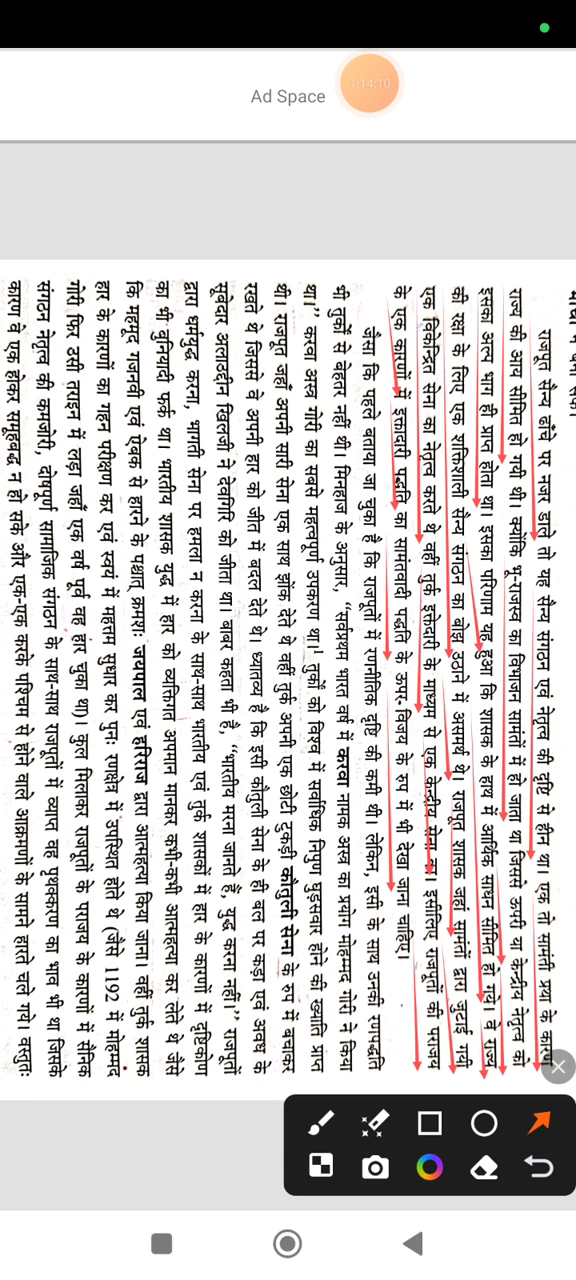 1:14:10
Ad Space
राजपूत सैन्य ढाँचे पर नजर डाले तो यह सैन्य संगठन एवं नेतृत्व की दृष्टि से हीन था। एक तो सामंती प्रथा के कारण
राज्य की आय सीमित हो गयी थी। क्योंकि भू-राजस्व का विभाजन सामंतों में हो जाता था जिससे ऊपरी या केन्द्रीय नेतृत्व को
इसका अल्प भाग ही प्राप्त होता था। इसका परिणाम यह हुआ कि शासक के हाथ में आर्थिक साधन सीमित हो गये। वे राज्य
की रक्षा के लिए एक शक्तिशाली सैन्य संगठन का बोझ उठाने में असमर्थ थे। राजपूत शासक जहां सामंतों द्वारा जुटाई गयी
एक विकेन्द्रित सेना का नेतृत्व करते थे वहीं तुर्क इक्तेदारी के माध्यम से एक केन्द्रीय सेना का। इसीलिए राजपूतों की पराजय
के एक कारणों में इक्तादारी पद्धति का सामंतवादी पद्धति के ऊपर विजय के रुप में भी देखा जाना चाहिए।
जैसा कि पहले बताया जा चुका है कि राजपूतों में रणनीतिक दृष्टि की कमी थी। लेकिन, इसी के साथ उनकी रणपद्धति
भी तुर्कों से बेहतर नहीं थी। मिनहाज के अनुसार, “सर्वप्रथम भारत वर्ष में करवा नामक अस्त्र का प्रयोग मोहम्मद गोरी ने किया
था।” करवा अस्त्र गोरी का सबसे महत्वपूर्ण उपकरण था। तुर्कों को विश्व में सर्वाधिक निपुण घुड़सवार होने की ख्याति प्राप्त
थी। राजपूत जहाँ अपनी सारी सेना एक साथ झोंक देते थे वहीं तुर्क अपनी एक छोटी टुकड़ी कौतुली सेना के रुप में बचाकर
रखते थे जिससे वे अपनी हार को जीत में बदल देते थे। ध्यातव्य है कि इसी कौतुली सेना के ही बल पर कड़ा एवं अवध के
सूबेदार अलाउद्दीन खिलजी ने देवगिरि को जीता था। बाबर कहता भी है, “भारतीय मरना जानते हैं, युद्ध करना नहीं।” राजपूतों
द्वारा धर्मयुद्ध करना, भागती सेना पर हमला न करना के साथ-साथ भारतीय एवं तुर्क शासकों में हार के कारणों में दृष्टिकोण
का भी बुनियादी फर्क था। भारतीय शासक युद्ध में हार को व्यक्तिगत अपमान मानकर कभी-कभी आत्महत्या कर लेते थे जैसे
कि महमूद गजनवी एवं ऐबक से हारने के पश्चात् क्रमशः जयपाल एवं हरिराज द्वारा आत्महत्या किया जाना। वहीं तुर्क शासक
हार के कारणों का गहन परीक्षण कर एवं स्वयं में महत्तम सुधार कर पुनः रणक्षेत्र में उपस्थित होते थे (जैसे 1192 में मोहम्मद
गोरी फिर उसी तराइन में लड़ा जहाँ एक वर्ष पूर्व वह हार चुका था)। कुल मिलाकर राजपूतों के पराजय के कारणों में सैनिक
संगठन नेतृत्व की कमजोरी, दोषपूर्ण सामाजिक संगठन के साथ-साथ राजपूतों में व्याप्त वह पृथक्करण का भाव भी था जिसके
कारण वे एक होकर समूहबद्ध न हो सके और एक-एक करके पश्चिम से होने वाले आक्रमणों के सामने हारते चले गये। वस्तुतः